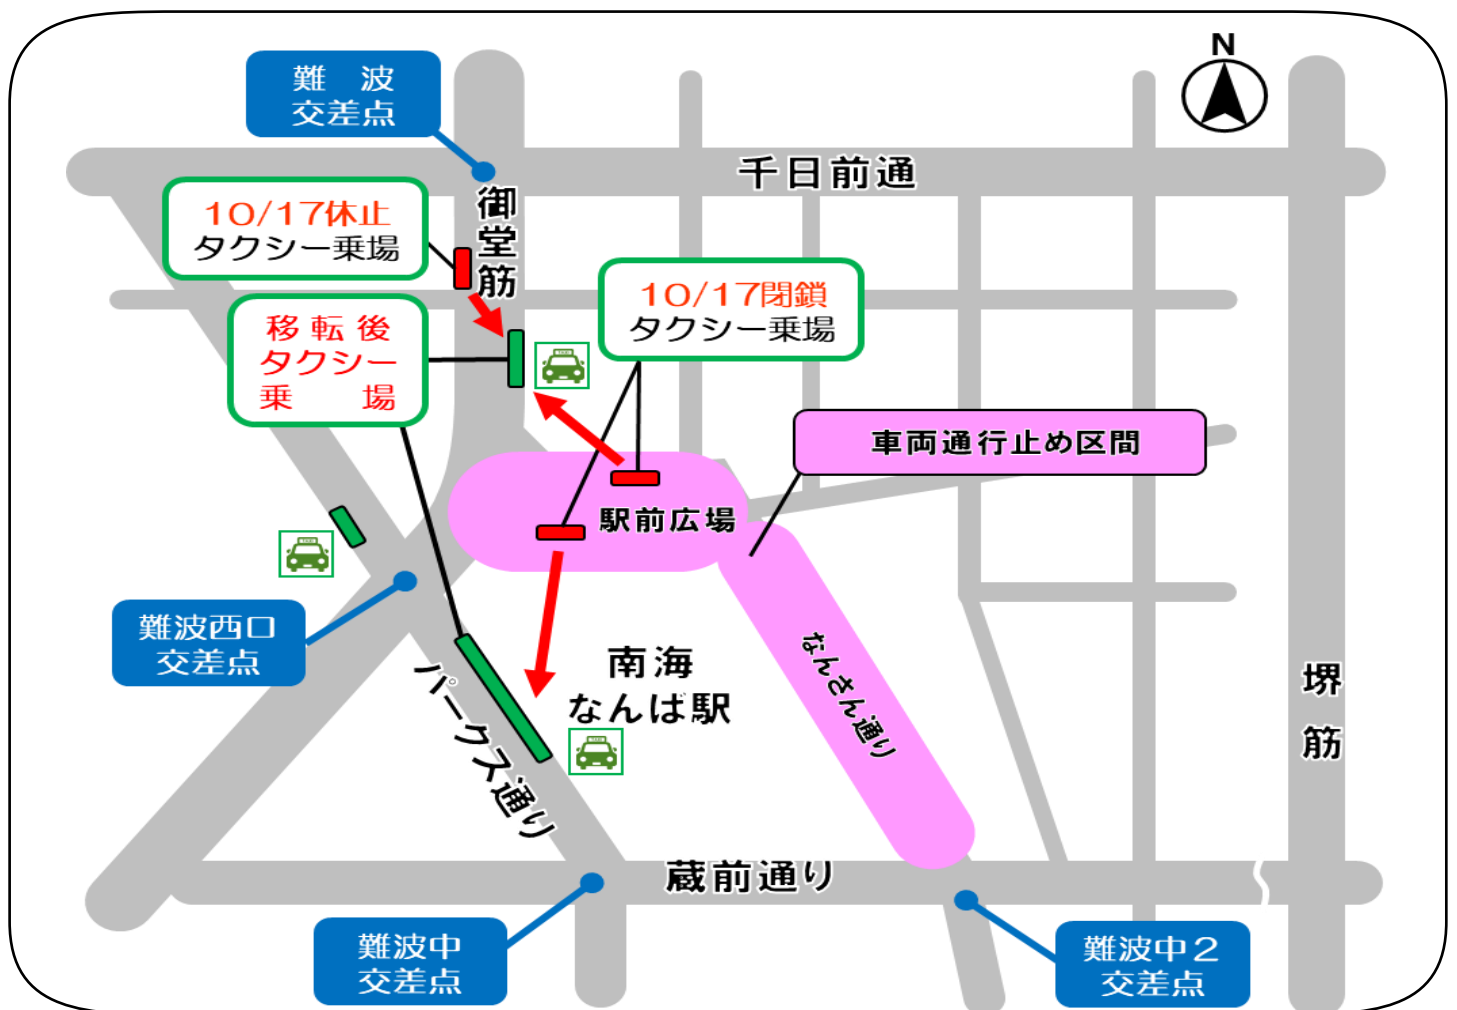 N
難　波
交差点
千日前通
御堂筋
10/17休止
タクシー乗場
10/17閉鎖
タクシー乗場
移転後
タクシー
乗　　場
TAXI
車両通行止め区間
駅前広場
TAXI
難波西口
交差点
南海
なんば駅
なんさん通り
堺筋
パークス通り
TAXI
蔵前通り
難波中
交差点
難波中２
交差点